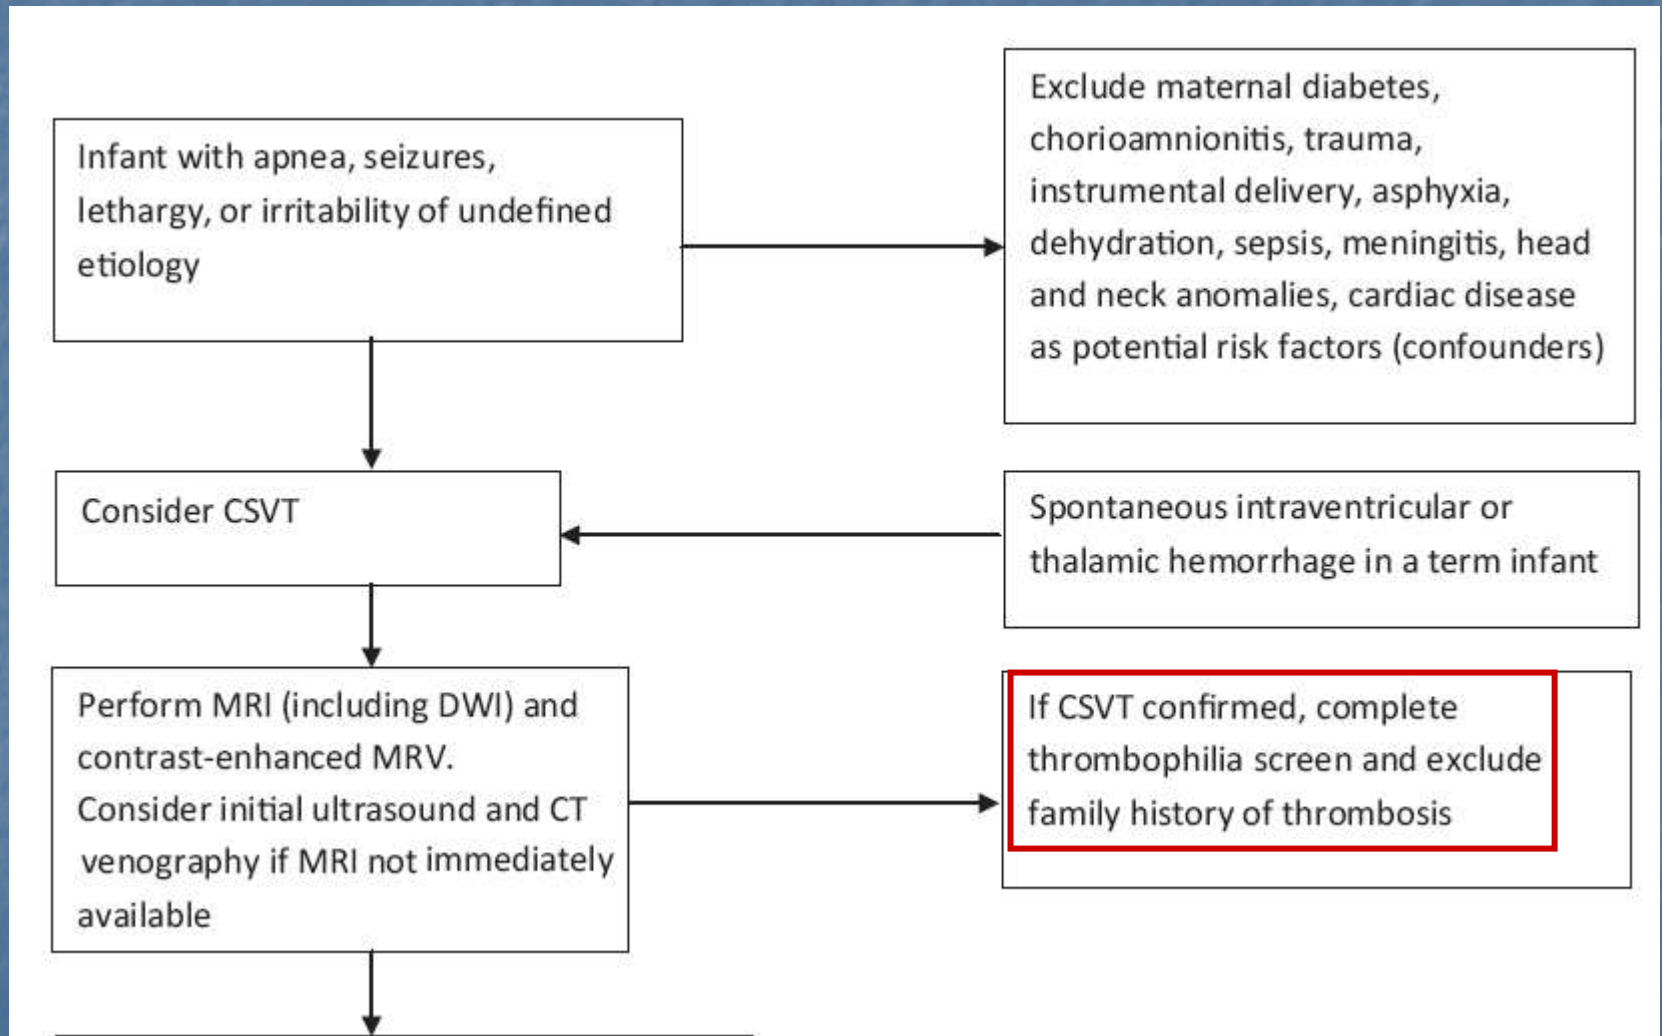 Infant with apnea, seizures,
lethargy, or irritability of undefined
etiology
Exclude maternal diabetes,
chorioamnionitis, trauma,
instrumental delivery, asphyxia,
dehydration, sepsis, meningitis, head
and neck anomalies, cardiac disease
as potential risk factors (confounders)
Consider CSVT
Spontaneous intraventricular or
thalamic hemorrhage in a term infant
Perform MRI (including DWI) and
contrast-enhanced MRV.
Consider initial ultrasound and CT
venography if MRI not immediately
available
If CSVT confirmed, complete
thrombophilia screen and exclude
family history of thrombosis